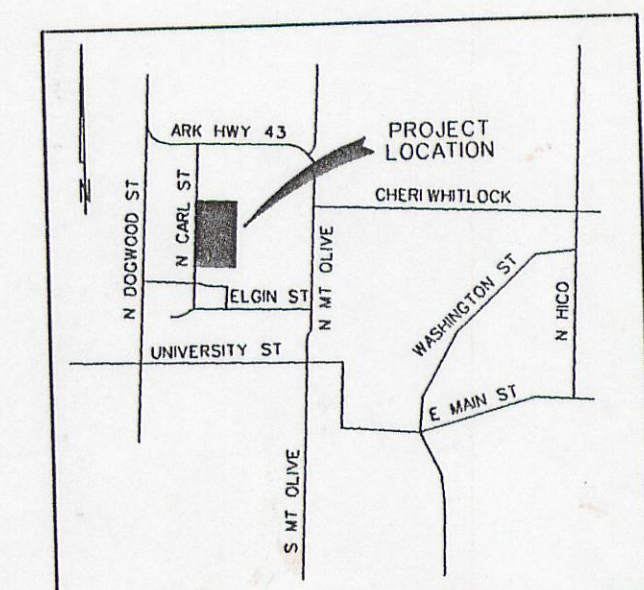 ARK HWY 43
PROJECT
LOCATION
CHERI WHITLOCK
N DOGWOOD ST
N CARL ST
N MT OLIVE
ELGIN ST
WASHINGTON ST
N HICO
UNIVERSITY ST
E MAIN ST
S MT OLIVE
N